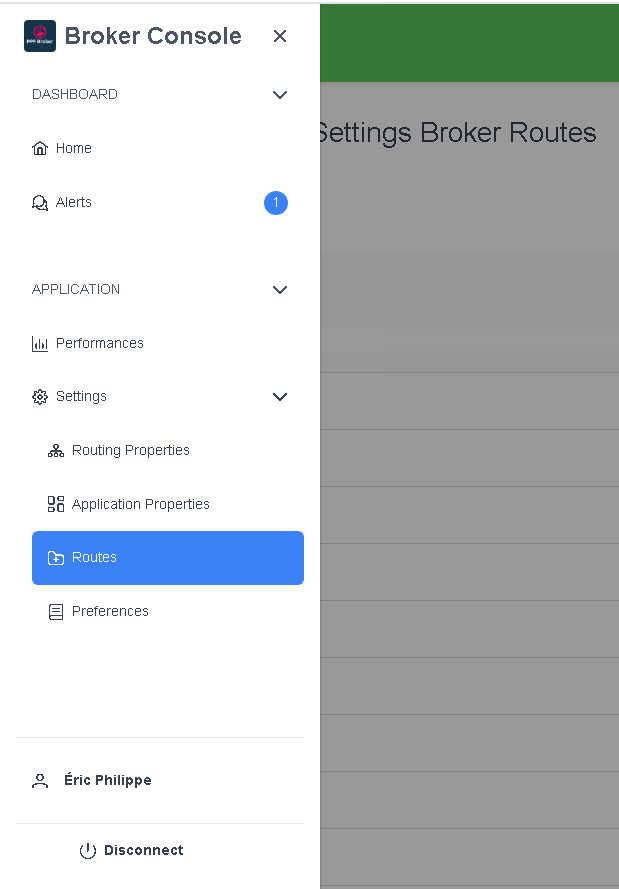 PPF Broker
Broker Console
DASHBOARD
Home
Alerts
1
APPLICATION
Performances
Settings
Routing Properties
Application Properties
Routes
Preferences
Éric Philippe
Disconnect
Settings Broker Routes